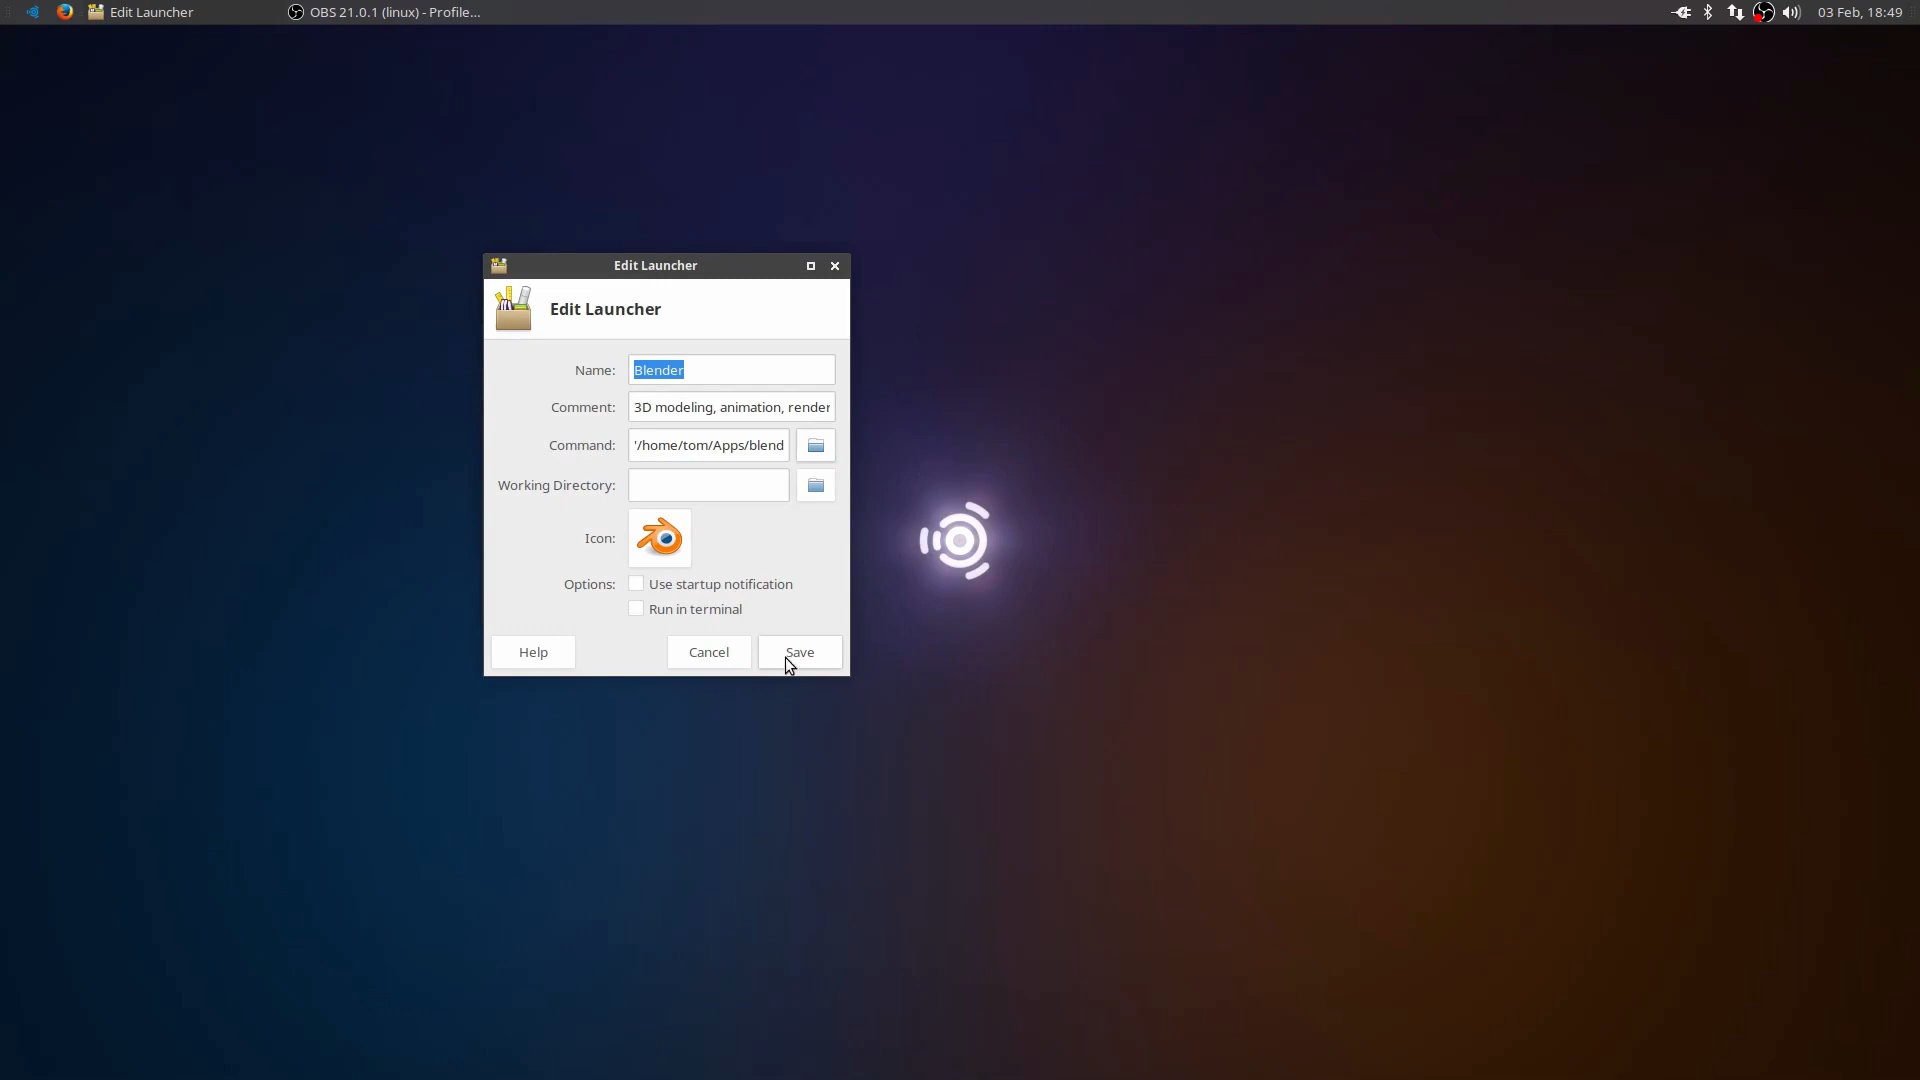 Edit Launcher
OBS 21.0.1 (linux) - Profile...
03 Feb, 18:49
Edit Launcher
Edit Launcher
Name: Blender
Comment: 3D modeling, animation, render
Command: '/home/tom/Apps/blend
Working Directory:
Icon:
Options: Use startup notification
Run in terminal
Help Cancel Save